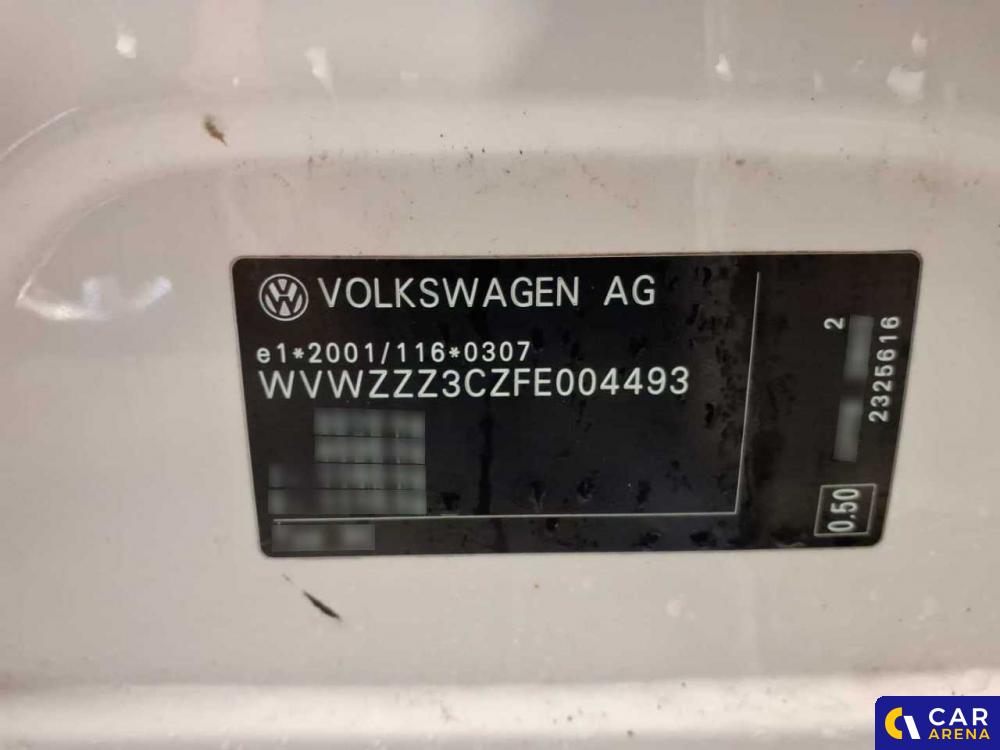 VOLKSWAGEN AG
e1*2001/116*0307
WVWZZZ3CZFE004493
2
2325616
0.50
CAR
ARENA